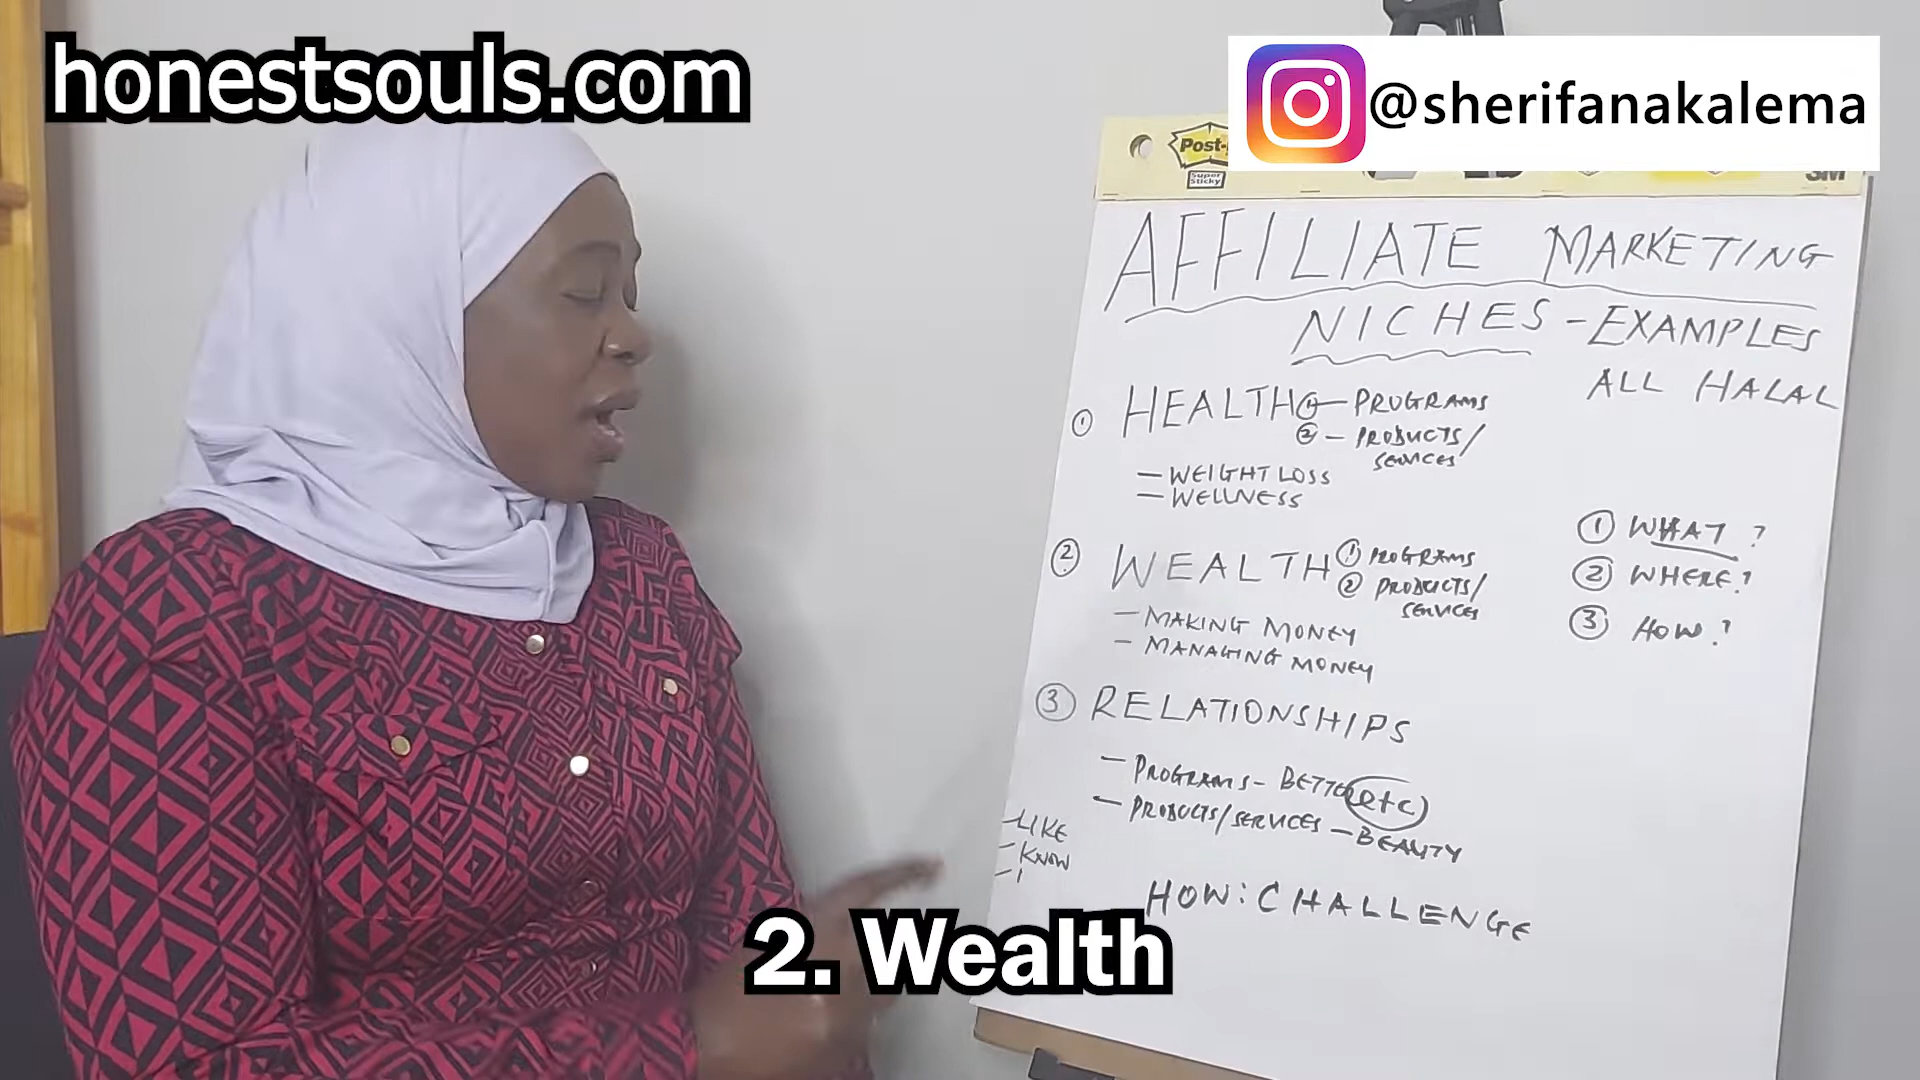 honestsouls.com
@sherifanakalema
Post-
Super
Sticky
3M
AFFILIATE MARKETING
NICHES - EXAMPLES
ALL HALAL
① HEALTH ① — PROGRAMS
② — PRODUCTS/
SERVICES
— WEIGHT LOSS
— WELLNESS
② WEALTH ① PROGRAMS
② PRODUCTS/
SERVICES
— MAKING MONEY
— MANAGING MONEY
③ RELATIONSHIPS
— PROGRAMS - BETTER etc
— PRODUCTS/SERVICES — BEAUTY
① WHAT ?
② WHERE?
③ HOW?
— LIKE
— KNOW
HOW: CHALLENGE
2. Wealth